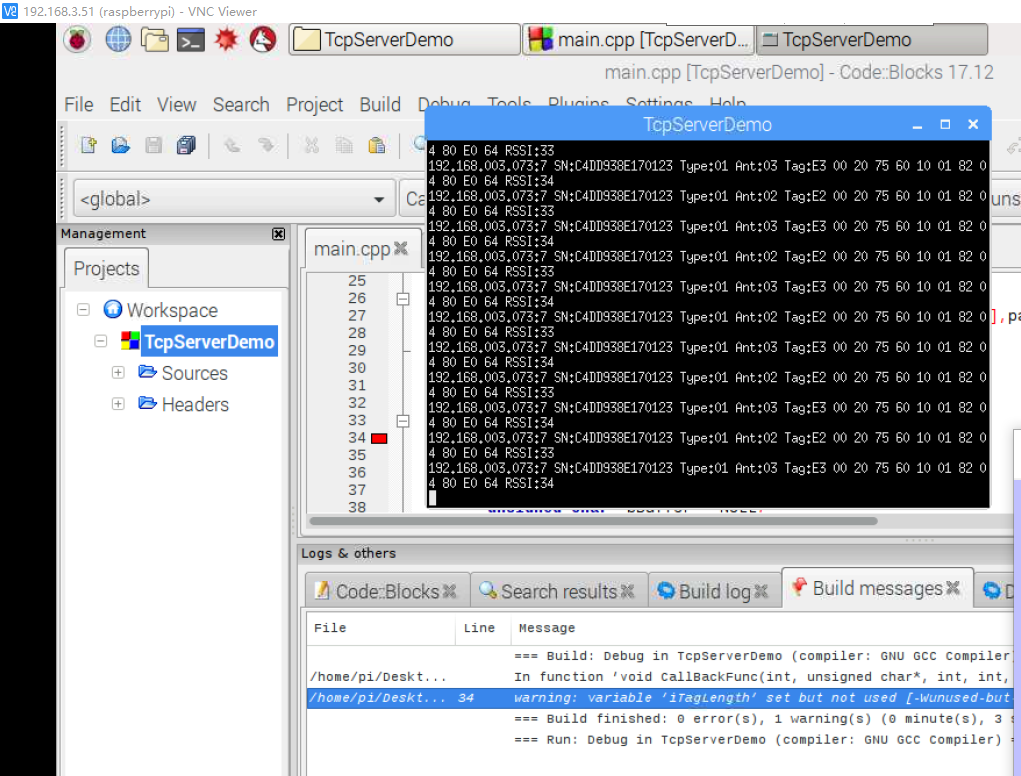 192.168.3.51 (raspberrypi) - VNC Viewer
TcpServerDemo
main.cpp [TcpServerD...
TcpServerDemo
main.cpp [TcpServerDemo] - Code::Blocks 17.12
File Edit View Search Project Build Debug Tools Plugins Settings Help
TcpServerDemo
<global>
Management
Projects
Workspace
TcpServerDemo
Sources
Headers
main.cpp
25
26
27
28
29
30
31
32
33
34
35
36
37
38
],pa
4 80 E0 64 RSSI:33
192.168.003.073:7 SN:C4DD938E170123 Type:01 Ant:03 Tag:E3 00 20 75 60 10 01 82 0
4 80 E0 64 RSSI:34
192.168.003.073:7 SN:C4DD938E170123 Type:01 Ant:02 Tag:E2 00 20 75 60 10 01 82 0
4 80 E0 64 RSSI:33
192.168.003.073:7 SN:C4DD938E170123 Type:01 Ant:03 Tag:E3 00 20 75 60 10 01 82 0
4 80 E0 64 RSSI:34
192.168.003.073:7 SN:C4DD938E170123 Type:01 Ant:02 Tag:E2 00 20 75 60 10 01 82 0
4 80 E0 64 RSSI:33
192.168.003.073:7 SN:C4DD938E170123 Type:01 Ant:03 Tag:E3 00 20 75 60 10 01 82 0
4 80 E0 64 RSSI:34
192.168.003.073:7 SN:C4DD938E170123 Type:01 Ant:02 Tag:E2 00 20 75 60 10 01 82 0
4 80 E0 64 RSSI:33
192.168.003.073:7 SN:C4DD938E170123 Type:01 Ant:03 Tag:E3 00 20 75 60 10 01 82 0
4 80 E0 64 RSSI:34
192.168.003.073:7 SN:C4DD938E170123 Type:01 Ant:02 Tag:E2 00 20 75 60 10 01 82 0
4 80 E0 64 RSSI:33
192.168.003.073:7 SN:C4DD938E170123 Type:01 Ant:03 Tag:E3 00 20 75 60 10 01 82 0
4 80 E0 64 RSSI:34
192.168.003.073:7 SN:C4DD938E170123 Type:01 Ant:02 Tag:E2 00 20 75 60 10 01 82 0
4 80 E0 64 RSSI:33
192.168.003.073:7 SN:C4DD938E170123 Type:01 Ant:03 Tag:E3 00 20 75 60 10 01 82 0
4 80 E0 64 RSSI:34
Logs & others
Code::Blocks
Search results
Build log
Build messages
File Line Message
=== Build: Debug in TcpServerDemo (compiler: GNU GCC Compiler)
/home/pi/Deskt... In function ‘void CallBackFunc(int, unsigned char*, int, int,
/home/pi/Deskt... 34 warning: variable ‘iTagLength’ set but not used [-Wunused-but-
=== Build finished: 0 error(s), 1 warning(s) (0 minute(s), 3 s
=== Run: Debug in TcpServerDemo (compiler: GNU GCC Compiler) =